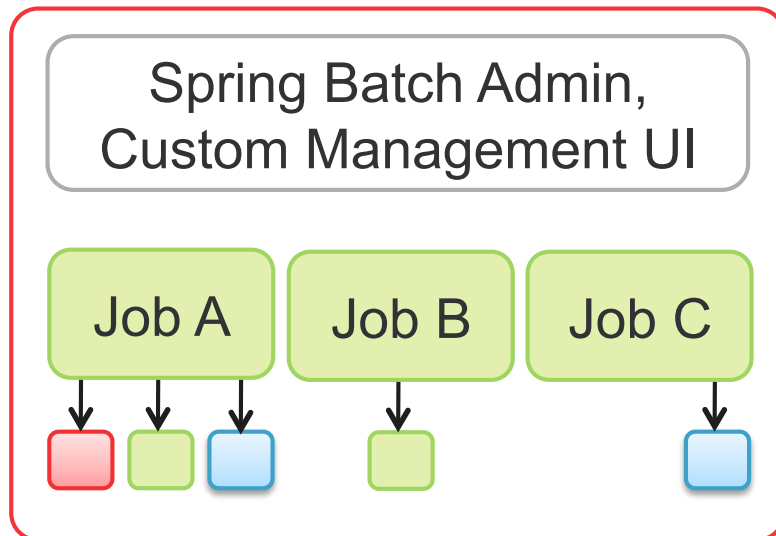 Spring Batch Admin,
Custom Management UI
Job A
Job B
Job C